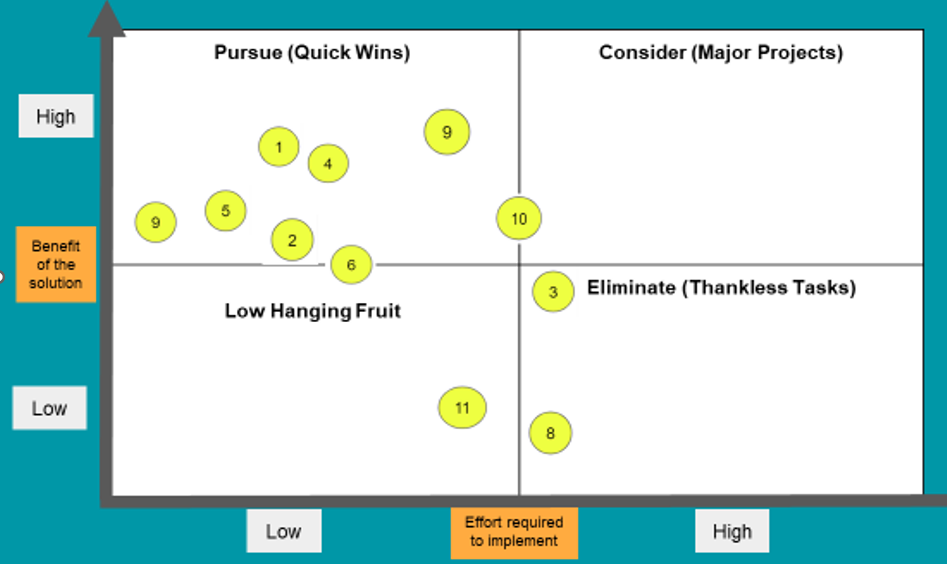 Pursue (Quick Wins)
Consider (Major Projects)
High
9
1
4
5
9
10
2
Benefit
of the
solution
6
3
Eliminate (Thankless Tasks)
Low Hanging Fruit
Low
11
8
Low
Effort required
to implement
High